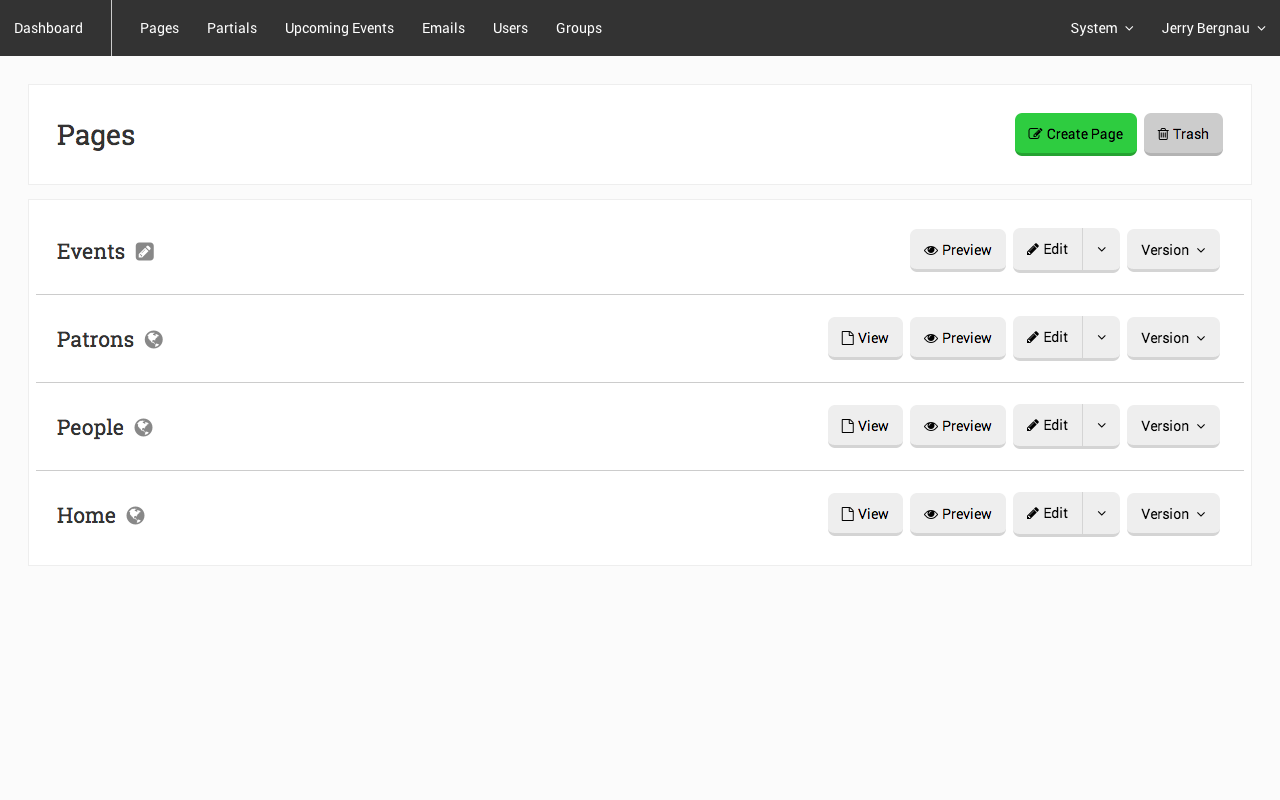 Dashboard Pages Partials Upcoming Events Emails Users Groups System Jerry Bergnau
Pages Create Page Trash
Events Preview Edit Version
Patrons View Preview Edit Version
People View Preview Edit Version
Home View Preview Edit Version